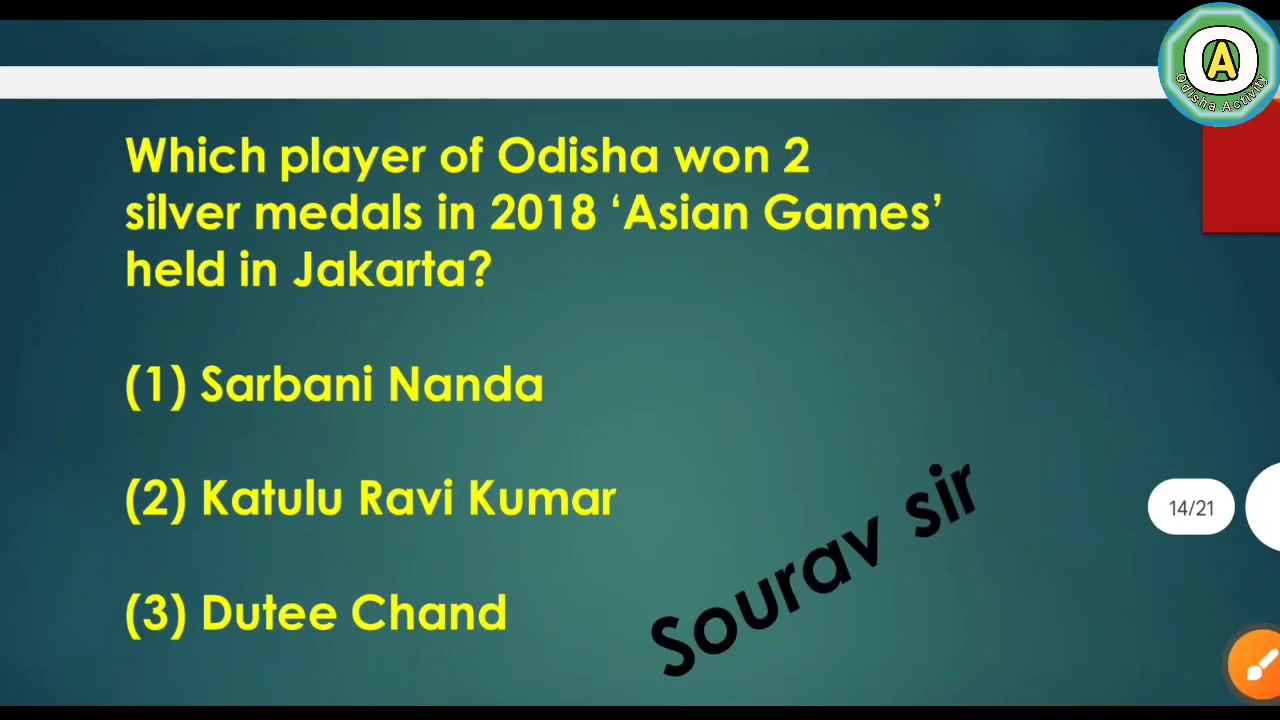 A
Odisha Activity
Which player of Odisha won 2
silver medals in 2018 ‘Asian Games’
held in Jakarta?
(1) Sarbani Nanda
(2) Katulu Ravi Kumar
14/21
(3) Dutee Chand
Sourav sir